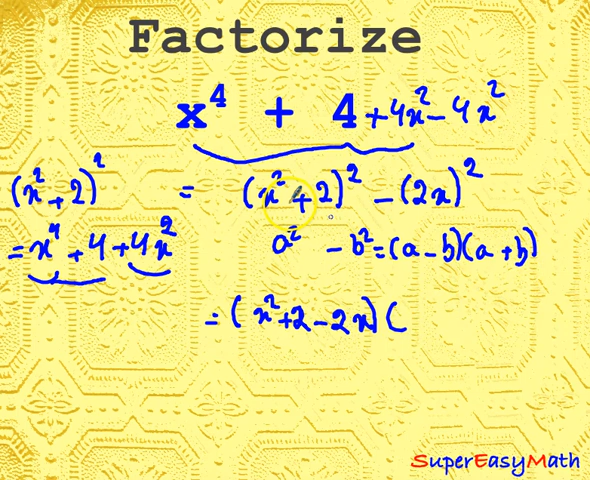 Factorize
x⁴ + 4 + 4x² - 4x²
(x² + 2)² = (x² + 2)² - (2x)²
= x⁴ + 4 + 4x² a² - b² = (a - b)(a + b)
= (x² + 2 - 2x) (
SuperEasyMath